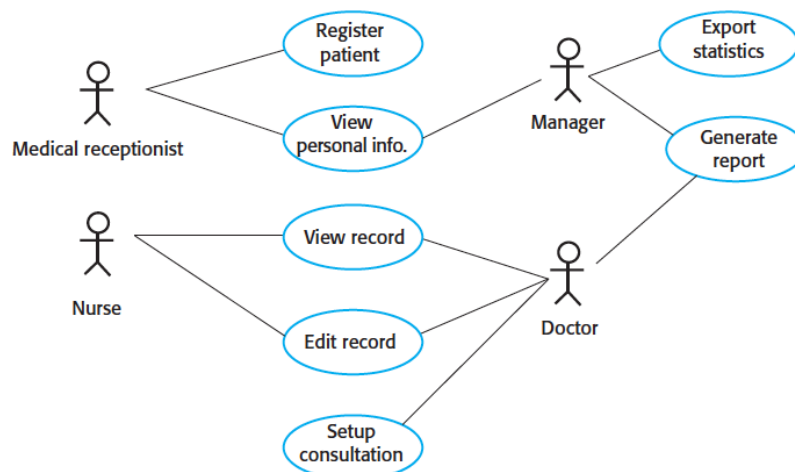 Register
patient
Export
statistics
Medical receptionist
View
personal info.
Manager
Generate
report
Nurse
View record
Edit record
Doctor
Setup
consultation